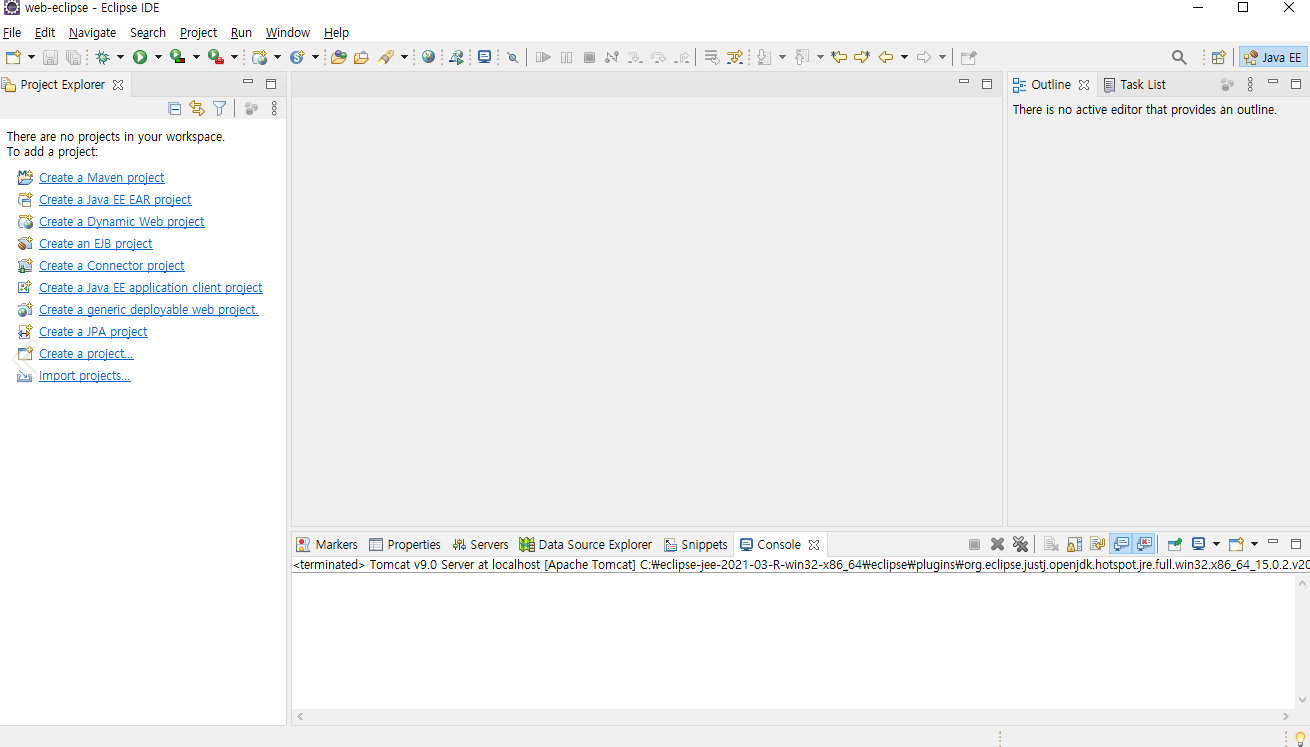 web-eclipse - Eclipse IDE
File Edit Navigate Search Project Run Window Help
Java EE
Project Explorer
There are no projects in your workspace.
To add a project:
Create a Maven project
Create a Java EE EAR project
Create a Dynamic Web project
Create an EJB project
Create a Connector project
Create a Java EE application client project
Create a generic deployable web project.
Create a JPA project
Create a project...
Import projects...
Outline Task List
There is no active editor that provides an outline.
Markers Properties Servers Data Source Explorer Snippets Console
<terminated> Tomcat v9.0 Server at localhost [Apache Tomcat] C:₩eclipse-jee-2021-03-R-win32-x86_64₩eclipse₩plugins₩org.eclipse.justj.openjdk.hotspot.jre.full.win32.x86_64_15.0.2.v20